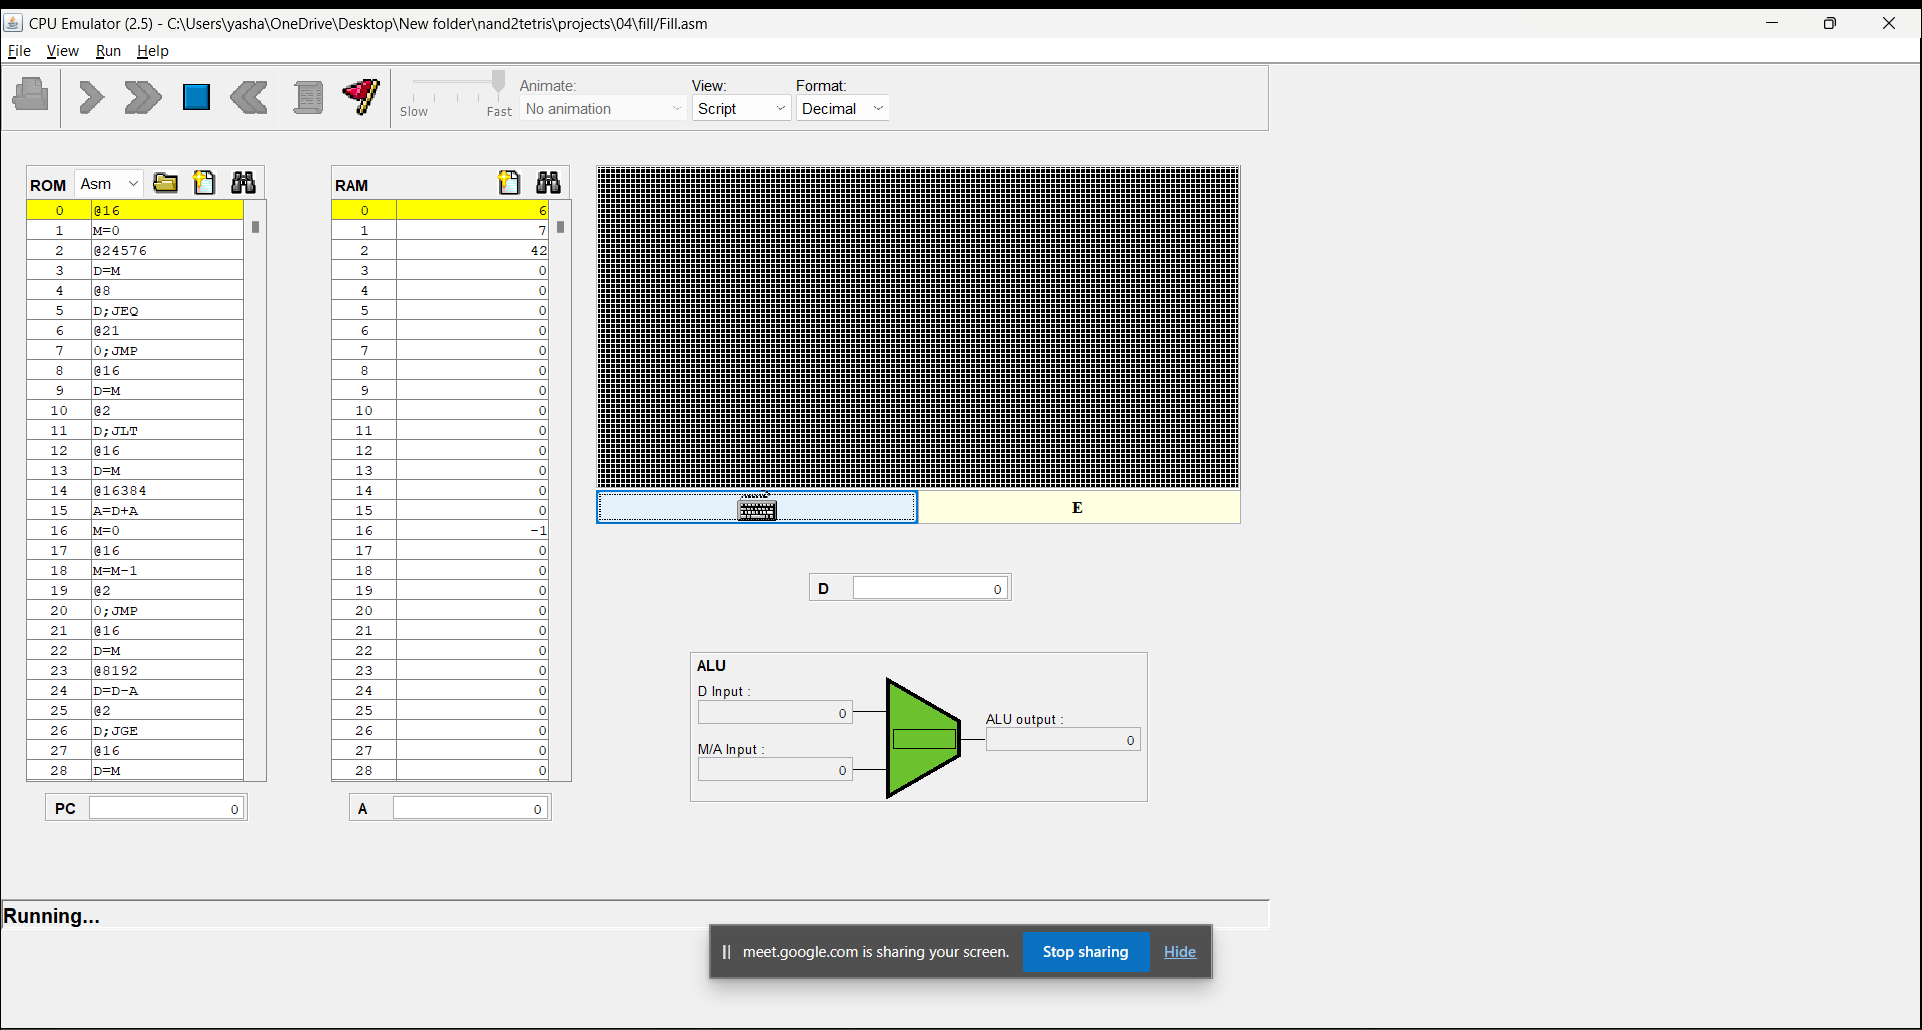 CPU Emulator (2.5) - C:\Users\yasha\OneDrive\Desktop\New folder\nand2tetris\projects\04\fill/Fill.asm
File View Run Help
Slow Fast
Animate:
No animation
View:
Script
Format:
Decimal
ROM Asm
0 @16
1 M=0
2 @24576
3 D=M
4 @8
5 D;JEQ
6 @21
7 0;JMP
8 @16
9 D=M
10 @2
11 D;JLT
12 @16
13 D=M
14 @16384
15 A=D+A
16 M=0
17 @16
18 M=M-1
19 @2
20 0;JMP
21 @16
22 D=M
23 @8192
24 D=D-A
25 @2
26 D;JGE
27 @16
28 D=M
PC 0
RAM
0 6
1 7
2 42
3 0
4 0
5 0
6 0
7 0
8 0
9 0
10 0
11 0
12 0
13 0
14 0
15 0
16 -1
17 0
18 0
19 0
20 0
21 0
22 0
23 0
24 0
25 0
26 0
27 0
28 0
A 0
E
D 0
ALU
D Input :
0
M/A Input :
0
ALU output :
0
Running...
meet.google.com is sharing your screen. Stop sharing Hide